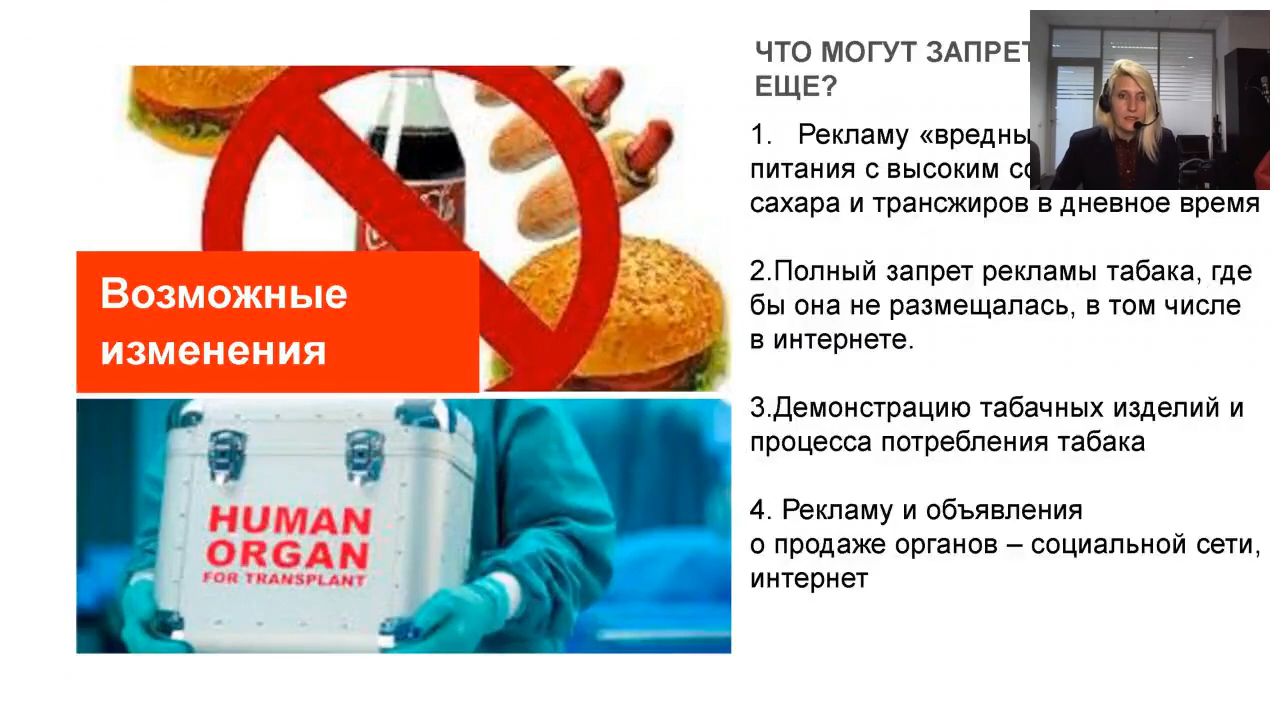 ЧТО МОГУТ ЗАПРЕТ
ЕЩЕ?
1. Рекламу «вредны
питания с высоким со
сахара и трансжиров в дневное время
2.Полный запрет рекламы табака, где
бы она не размещалась, в том числе
в интернете.
3.Демонстрацию табачных изделий и
процесса потребления табака
4. Рекламу и объявления
о продаже органов – социальной сети,
интернет
Возможные
изменения
HUMAN
ORGAN
FOR TRANSPLANT